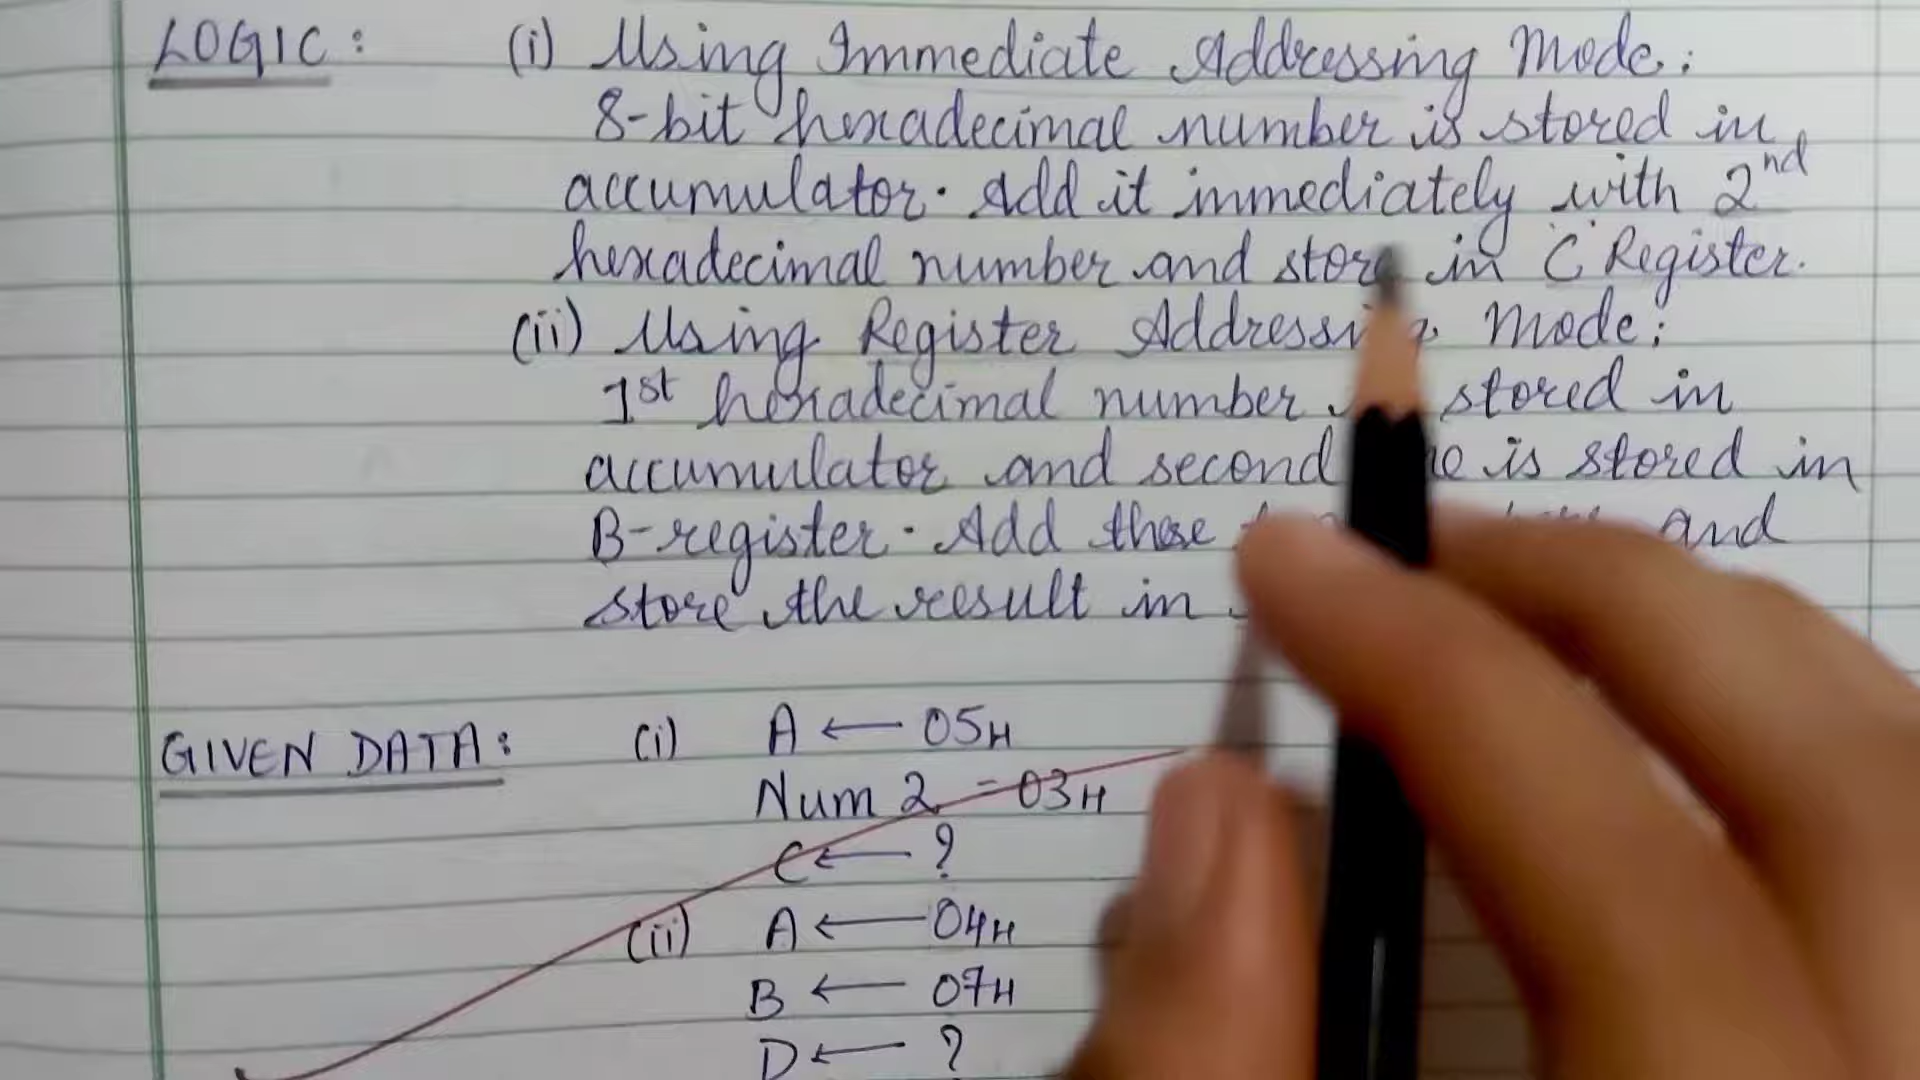 LOGIC: (i) Using Immediate Addressing Mode:
8-bit hexadecimal number is stored in
accumulator. Add it immediately with 2nd
hexadecimal number and store in 'C' Register.
(ii) Using Register Addressing Mode:
1st hexadecimal number stored in
accumulator and second is stored in
B-register. Add these and
store the result in
GIVEN DATA: (i) A ← 05H
Num 2 = 03H
C ← ?
(ii) A ← 04H
B ← 07H
D ← ?